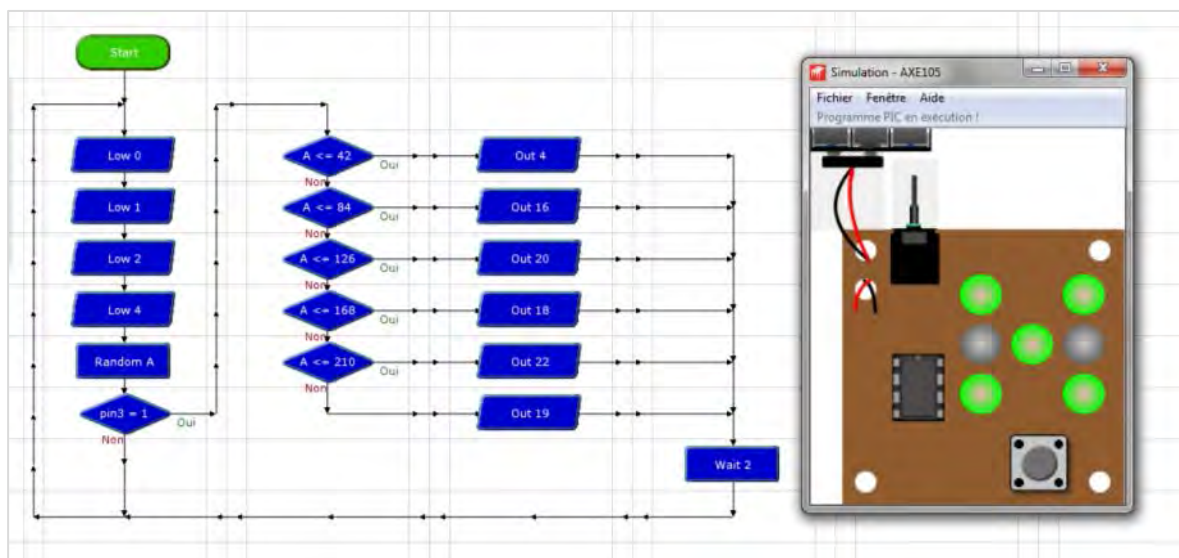 Start
Low 0
Low 1
Low 2
Low 4
Random A
pin3 = 1
Oui
Non
A <= 42
Oui
Out 4
Non
A <= 84
Oui
Out 16
Non
A <= 126
Oui
Out 20
Non
A <= 168
Oui
Out 18
Non
A <= 210
Oui
Out 22
Non
Out 19
Wait 2
Simulation - AXE105
Fichier Fenêtre Aide
Programme PIC en exécution !